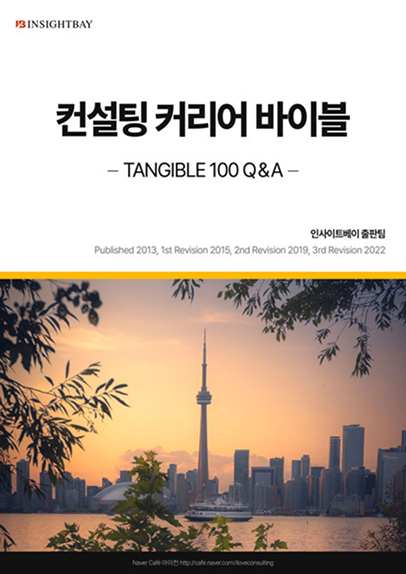 INSIGHTBAY
컨설팅 커리어 바이블
– TANGIBLE 100 Q & A –
인사이트베이 출판팀
Published 2013, 1st Revision 2015, 2nd Revision 2019, 3rd Revision 2022
Naver Café 아이컨 http://cafe.naver.com/iloveconsulting